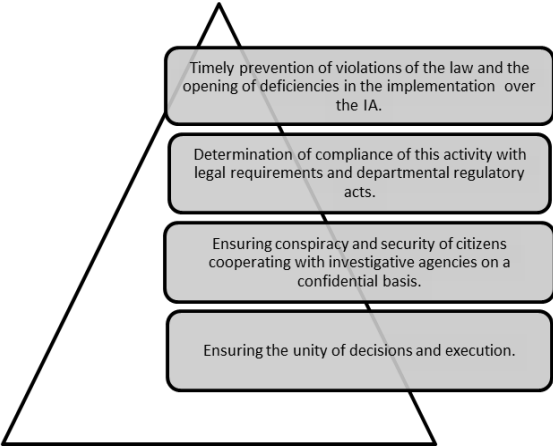 Timely prevention of violations of the law and the
opening of deficiencies in the implementation over
the IA.
Determination of compliance of this activity with
legal requirements and departmental regulatory
acts.
Ensuring conspiracy and security of citizens
cooperating with investigative agencies on a
confidential basis.
Ensuring the unity of decisions and execution.